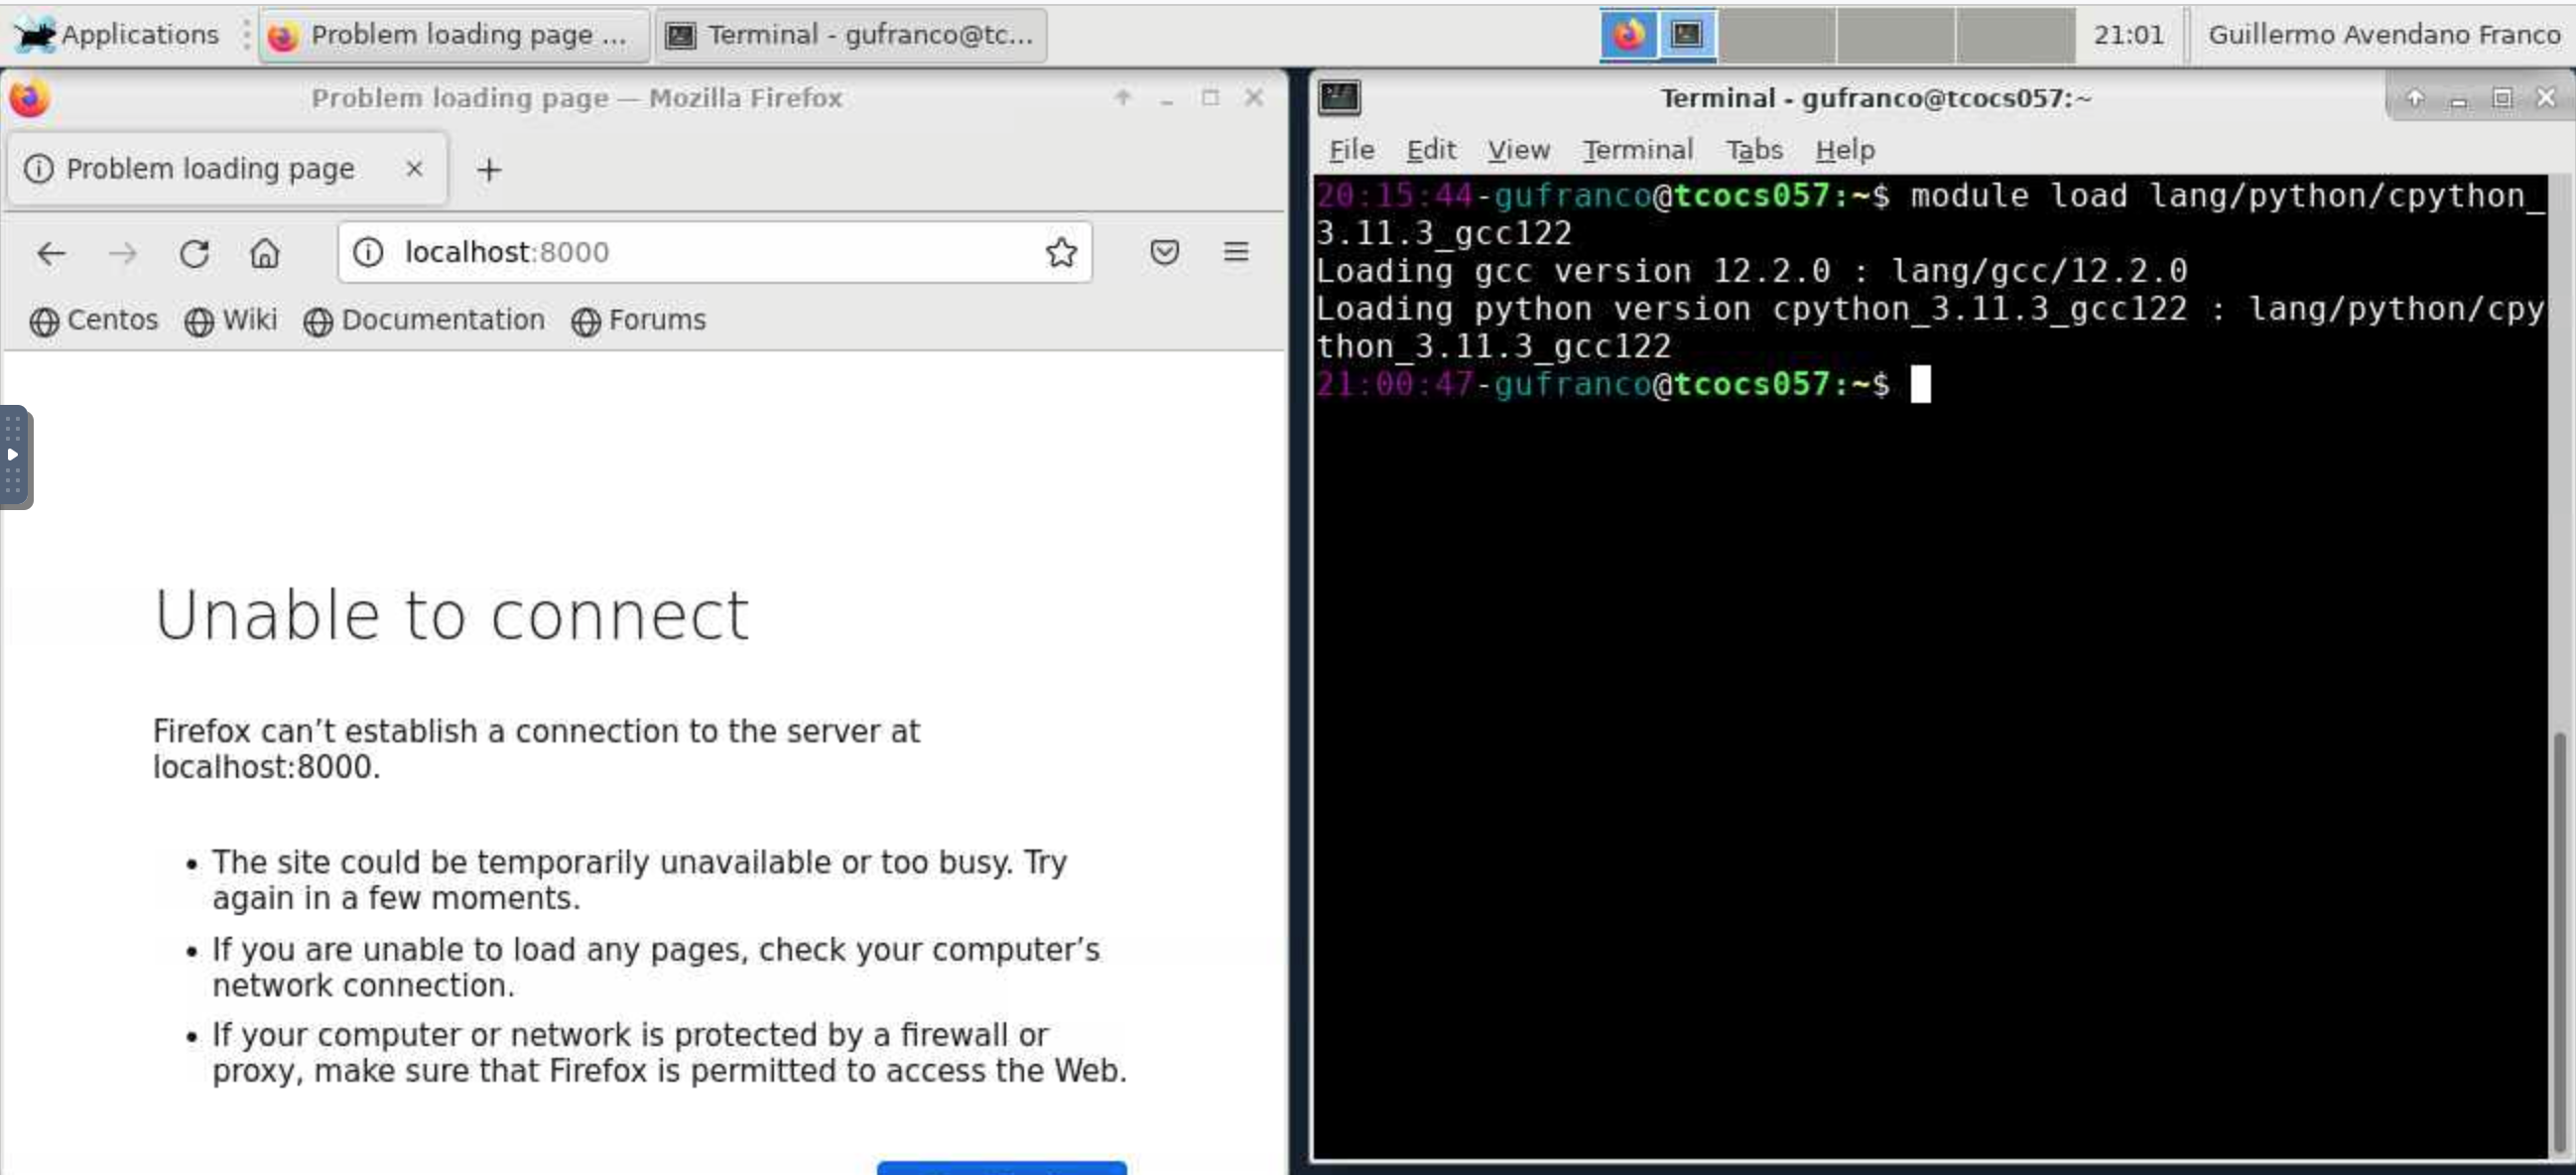 Applications
Problem loading page ...
Terminal - gufranco@tc...
21:01
Guillermo Avendano Franco
Problem loading page — Mozilla Firefox
Problem loading page
localhost:8000
Centos
Wiki
Documentation
Forums
Unable to connect
Firefox can’t establish a connection to the server at
localhost:8000.
• The site could be temporarily unavailable or too busy. Try
again in a few moments.
• If you are unable to load any pages, check your computer’s
network connection.
• If your computer or network is protected by a firewall or
proxy, make sure that Firefox is permitted to access the Web.
Terminal - gufranco@tcocs057:~
File Edit View Terminal Tabs Help
20:15:44-gufranco@tcocs057:~$ module load lang/python/cpython_
3.11.3_gcc122
Loading gcc version 12.2.0 : lang/gcc/12.2.0
Loading python version cpython_3.11.3_gcc122 : lang/python/cpy
thon_3.11.3_gcc122
21:00:47-gufranco@tcocs057:~$